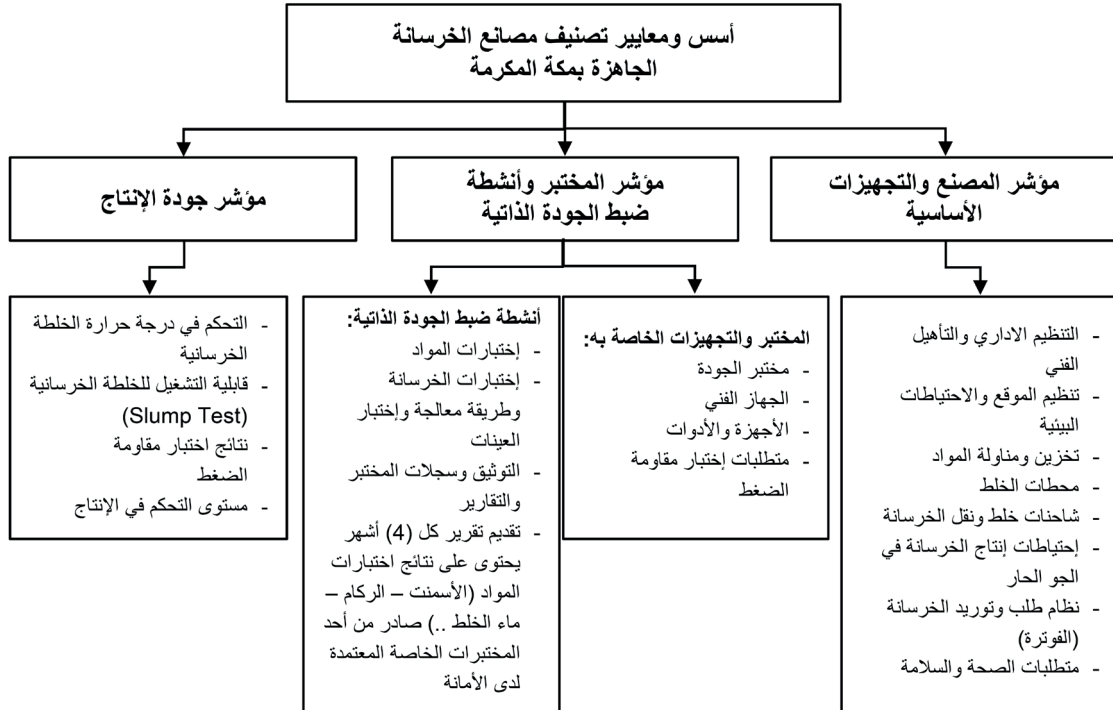 أسس ومعايير تصنيف مصانع الخرسانة
الجاهزة بمكة المكرمة
مؤشر المصنع والتجهيزات
الأساسية
مؤشر المختبر وأنشطة
ضبط الجودة الذاتية
مؤشر جودة الإنتاج
- التنظيم الاداري والتأهيل
الفني
- تنظيم الموقع والاحتياطات
البيئية
- تخزين ومناولة المواد
- محطات الخلط
- شاحنات خلط ونقل الخرسانة
- إحتياطات إنتاج الخرسانة في
الجو الحار
- نظام طلب وتوريد الخرسانة
(الفوترة)
- متطلبات الصحة والسلامة
المختبر والتجهيزات الخاصة به:
- مختبر الجودة
- الجهاز الفني
- الأجهزة والأدوات
- متطلبات إختبار مقاومة
الضغط
أنشطة ضبط الجودة الذاتية:
- إختبارات المواد
- إختبارات الخرسانة
وطريقة معالجة وإختبار
العينات
- التوثيق وسجلات المختبر
والتقارير
- تقديم تقرير كل (4) أشهر
يحتوى على نتائج اختبارات
المواد (الأسمنت – الركام –
ماء الخلط ..) صادر من أحد
المختبرات الخاصة المعتمدة
لدى الأمانة
- التحكم في درجة حرارة الخلطة
الخرسانية
- قابلية التشغيل للخلطة الخرسانية
(Slump Test)
- نتائج اختبار مقاومة
الضغط
- مستوى التحكم في الإنتاج